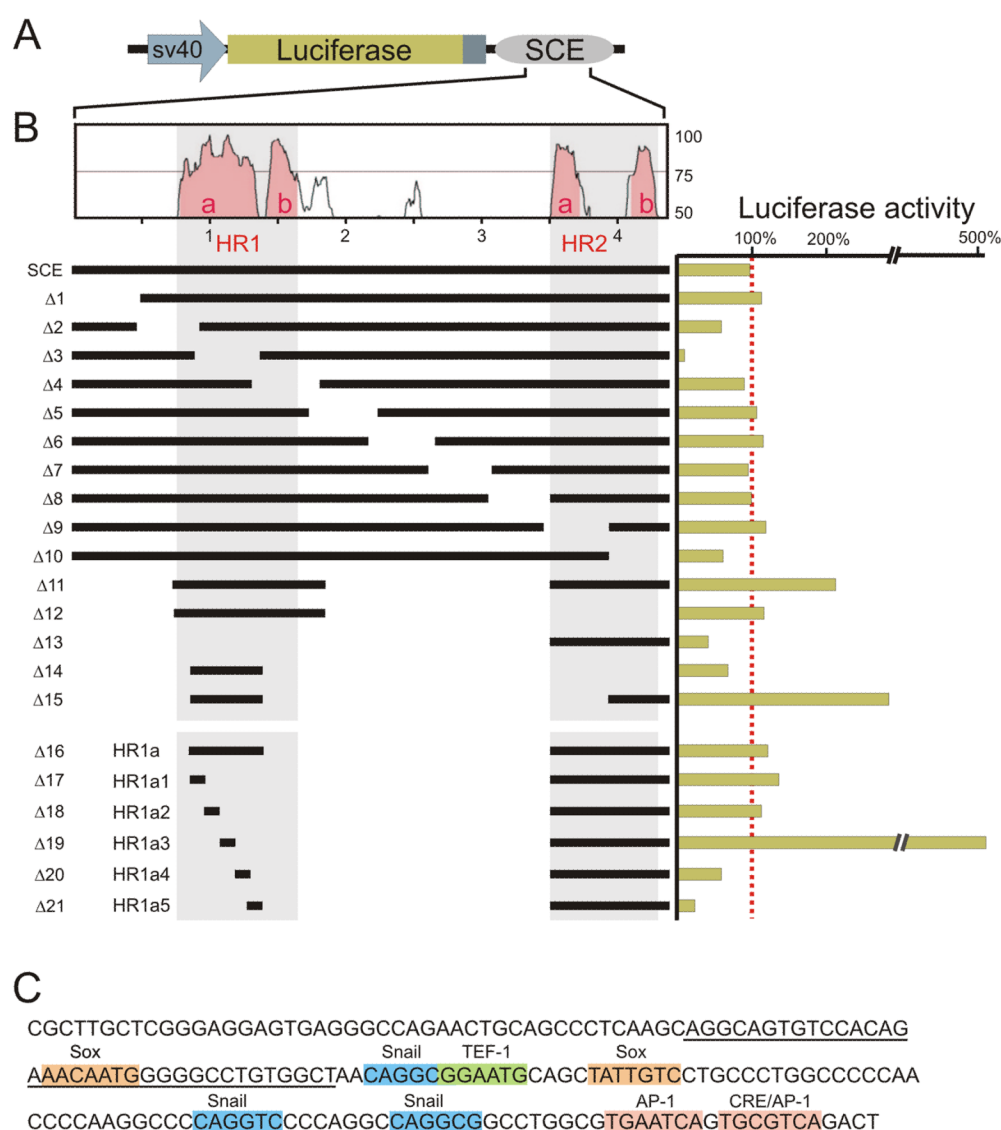 A
sv40 Luciferase SCE
B
100
75
50
a b a b
1 2 3 4
HR1 HR2
Luciferase activity
100% 200% 500%
SCE
Δ1
Δ2
Δ3
Δ4
Δ5
Δ6
Δ7
Δ8
Δ9
Δ10
Δ11
Δ12
Δ13
Δ14
Δ15
Δ16 HR1a
Δ17 HR1a1
Δ18 HR1a2
Δ19 HR1a3
Δ20 HR1a4
Δ21 HR1a5
C
CGCTTGCTCGGGAGGAGTGAGGGCCAGAACTGCAGCCCTCAAGCAGGCAGTGTCCACAG
Sox Snail TEF-1 Sox
AAACAATGGGGGCCTGTGGCTAACAGGCGGAATGCAGCTATTGTCCTGCCCTGGCCCCCAA
Snail Snail AP-1 CRE/AP-1
CCCCAAGGCCCCAGGTCCCCAGGCCAGGCGGCCTGGCGTGAATCAGTGCGTCAGACT